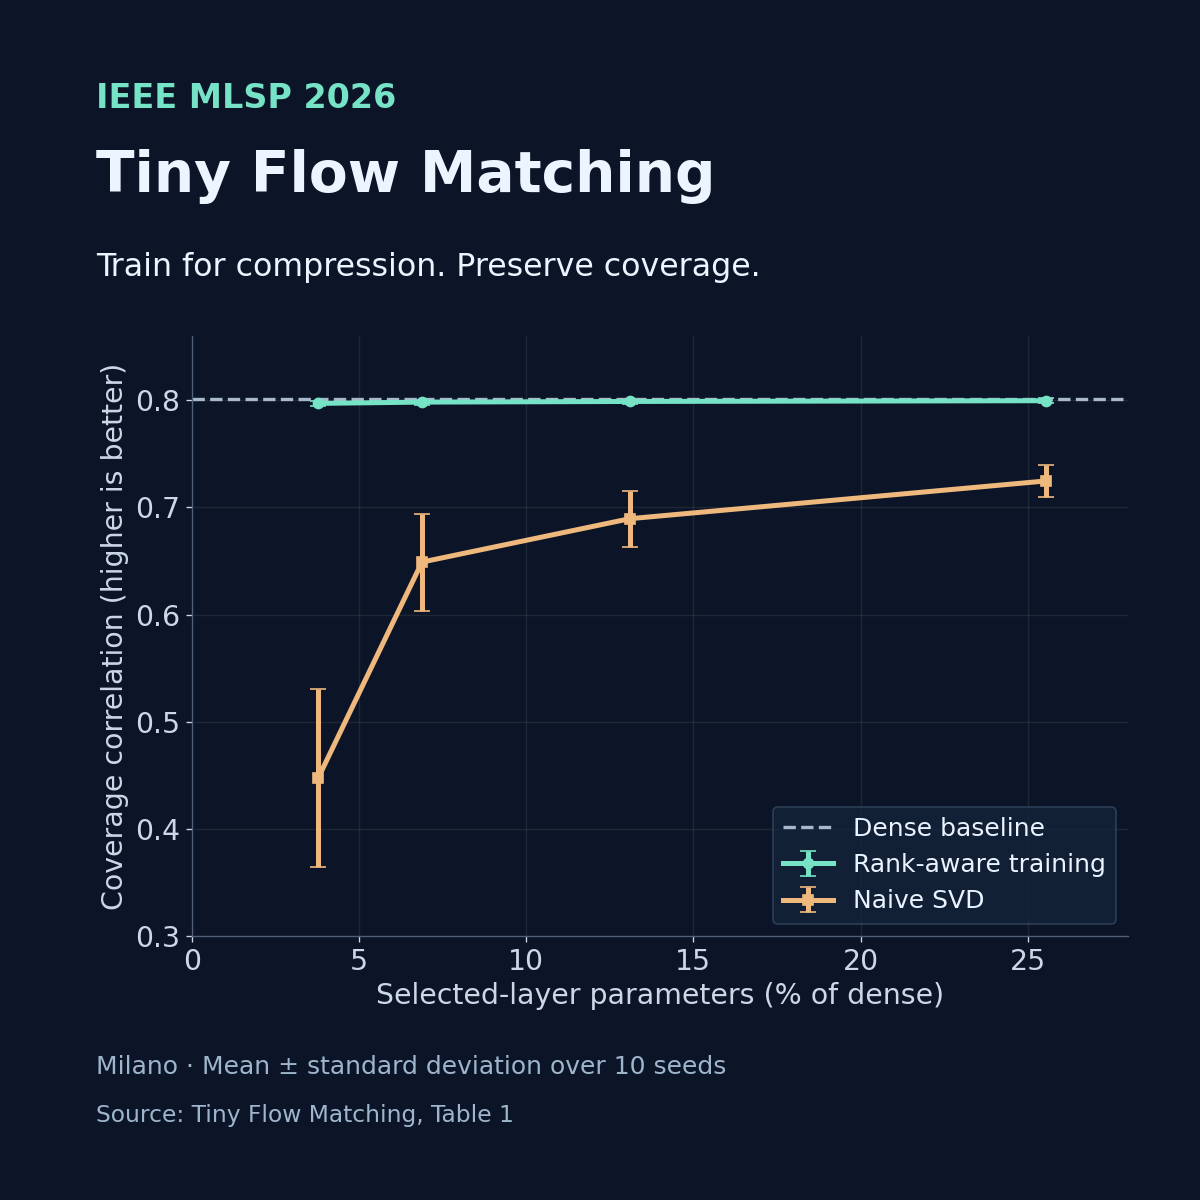 IEEE MLSP 2026
Tiny Flow Matching
Train for compression. Preserve coverage.
Coverage correlation (higher is better)
0.8
0.7
0.6
0.5
0.4
0.3
Dense baseline
Rank-aware training
Naive SVD
0 5 10 15 20 25
Selected-layer parameters (% of dense)
Milano · Mean ± standard deviation over 10 seeds
Source: Tiny Flow Matching, Table 1